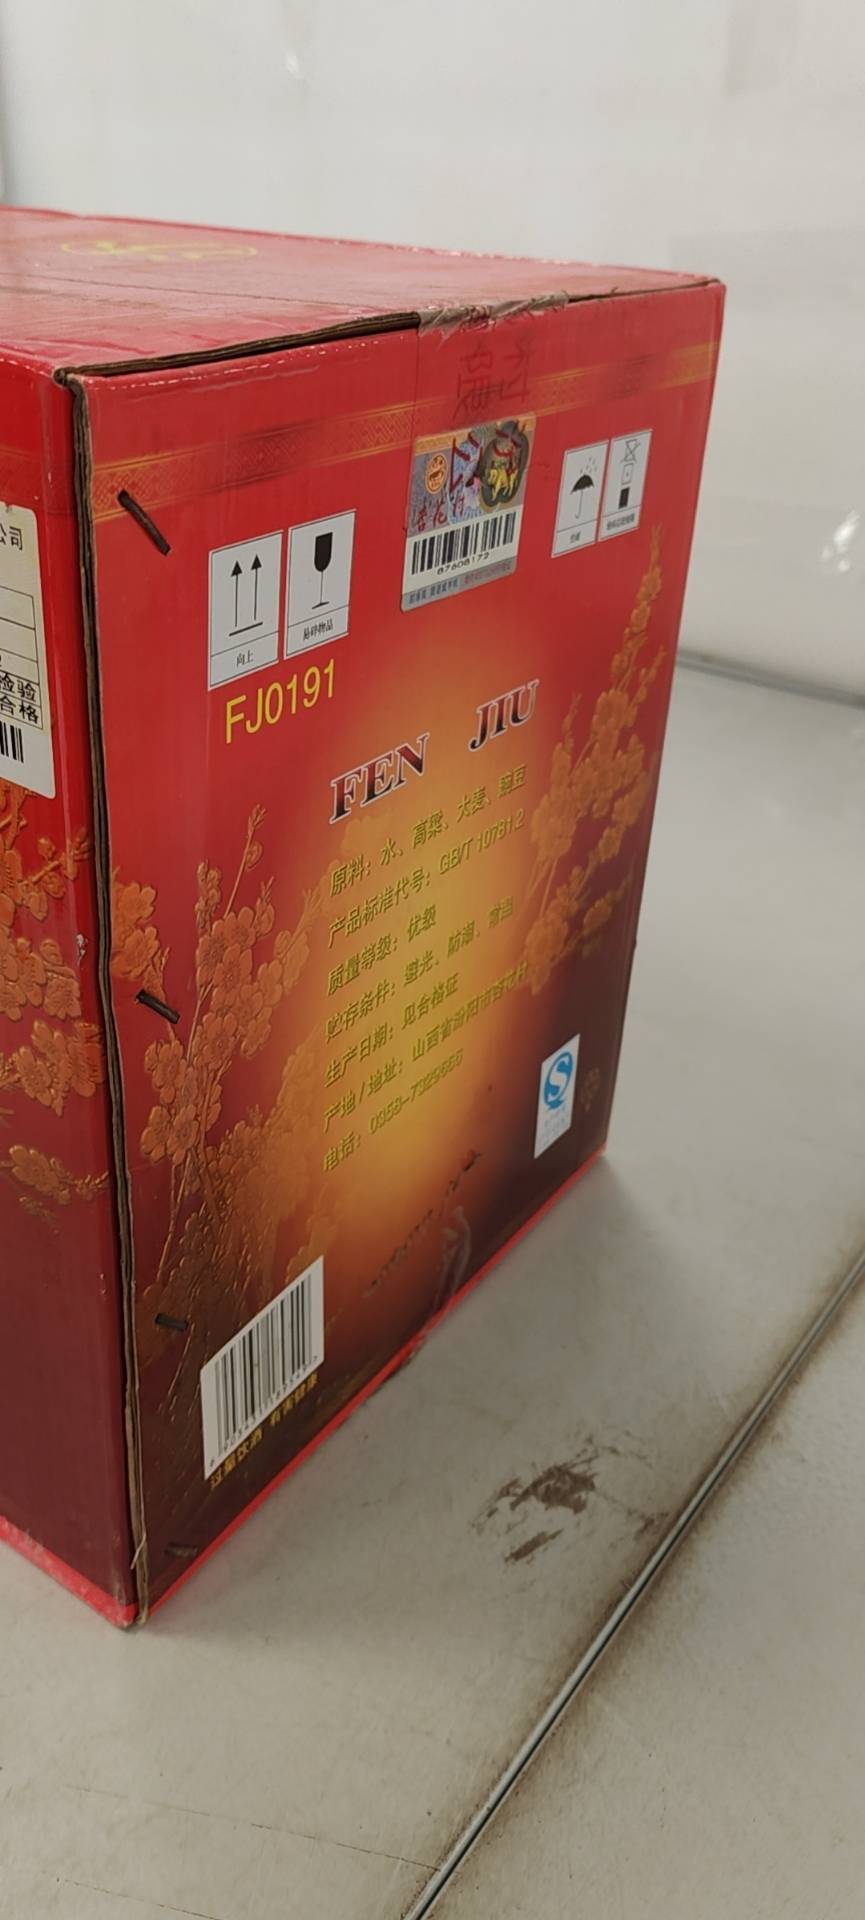 公司
检验
合格
杏花村
87608172
向上
易碎物品
怕雨
FJ0191
FEN JIU
原料：水、高粱、大麦、豌豆
产品标准代号：GB/T 10781.2
质量等级：优级
贮存条件：避光、防潮、常温
生产日期：见合格证
产地/地址：山西省汾阳市杏花村
电话：0358-7329666
过量饮酒 有害健康